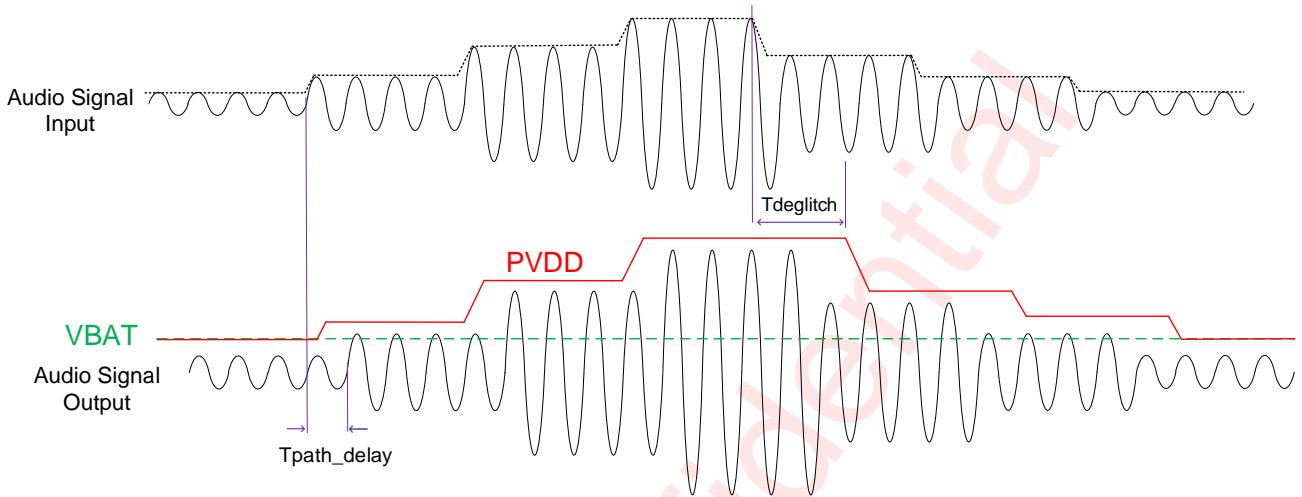 Audio Signal
Input
Tdeglitch
PVDD
VBAT
Audio Signal
Output
Tpath_delay